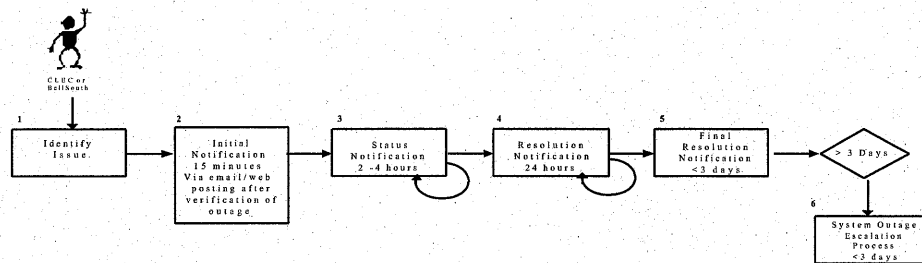 CLEC or
BellSouth
1
Identify
Issue.
2
Initial
Notification
15 minutes
Via email/web
posting after
verification of
outage
3
Status
Notification
2 -4 hours
4
Resolution
Notification
24 hours
5
Final
Resolution
Notification
<3 days.
> 3 Days
6
System Outage
Escalation
Process
<3 days